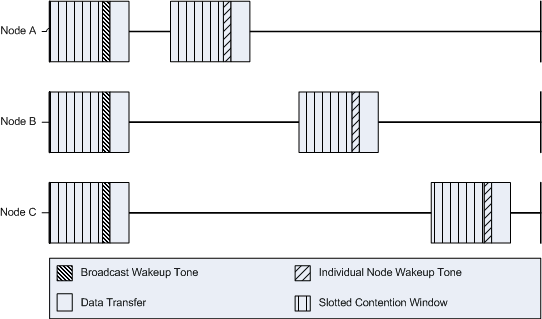 Node A
Node B
Node C
Broadcast Wakeup Tone
Individual Node Wakeup Tone
Data Transfer
Slotted Contention Window